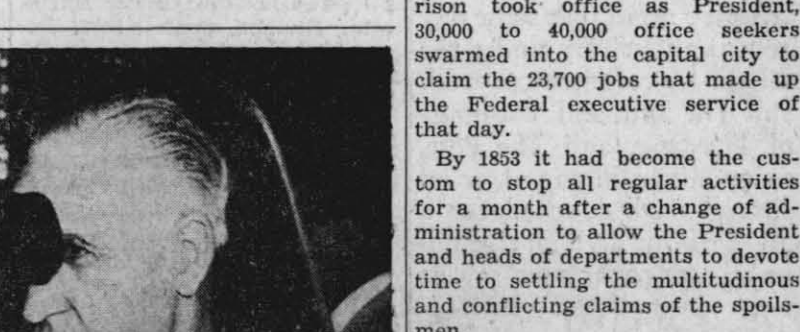 rison took office as President,
30,000 to 40,000 office seekers
swarmed into the capital city to
claim the 23,700 jobs that made up
the Federal executive service of
that day.
By 1853 it had become the cus-
tom to stop all regular activities
for a month after a change of ad-
ministration to allow the President
and heads of departments to devote
time to settling the multitudinous
and conflicting claims of the spoils-
men